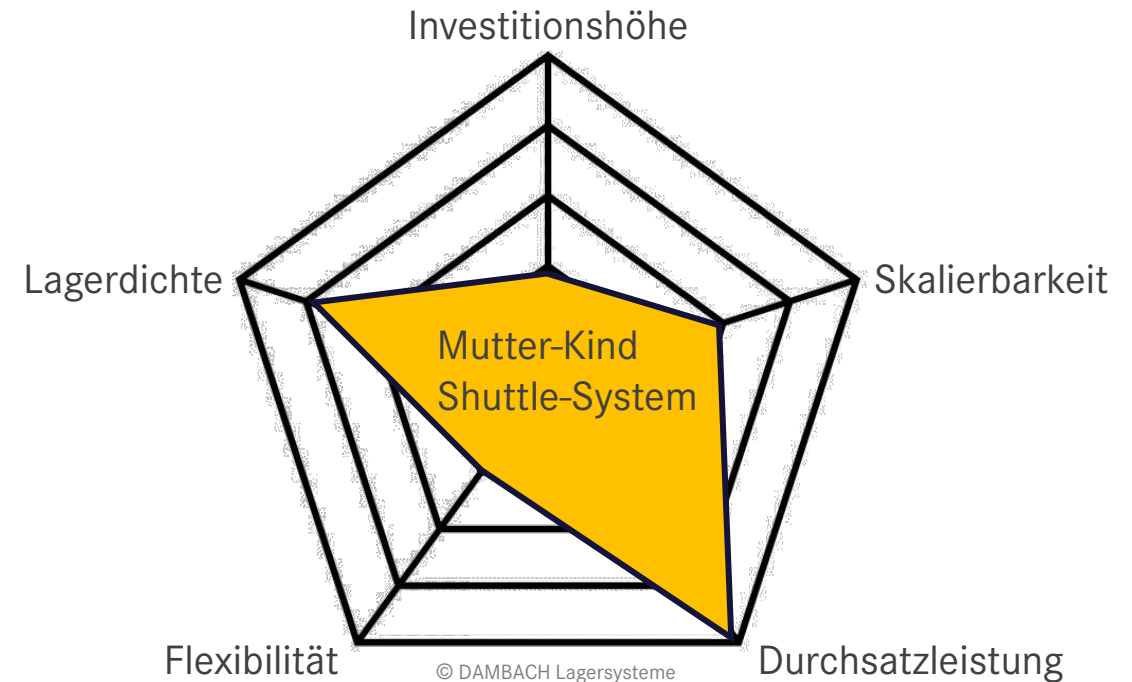 Investitionshöhe
Lagerdichte
Skalierbarkeit
Mutter-Kind
Shuttle-System
Flexibilität
Durchsatzleistung
© DAMBACH Lagersysteme